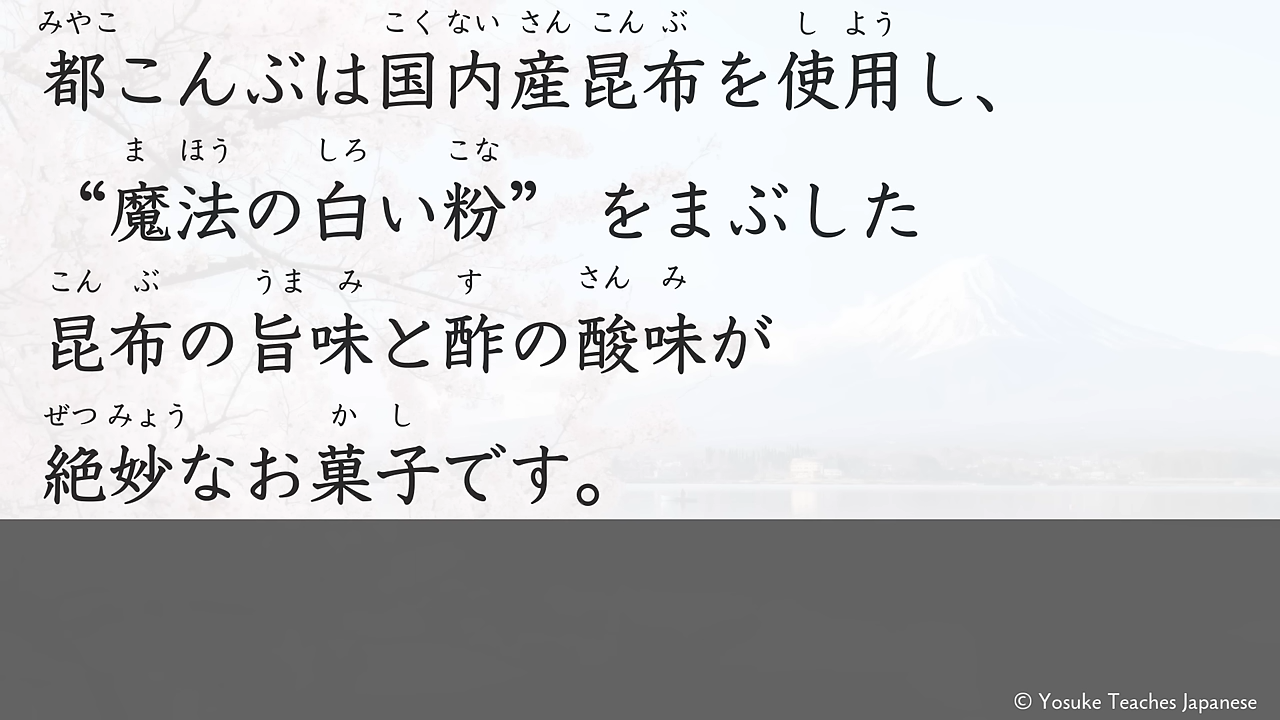 みやこ こくないさんこんぶ しよう
都こんぶは国内産昆布を使用し、
まほう しろ こな
“魔法の白い粉” をまぶした
こんぶ うまみ す さんみ
昆布の旨味と酢の酸味が
ぜつみょう かし
絶妙なお菓子です。
© Yosuke Teaches Japanese